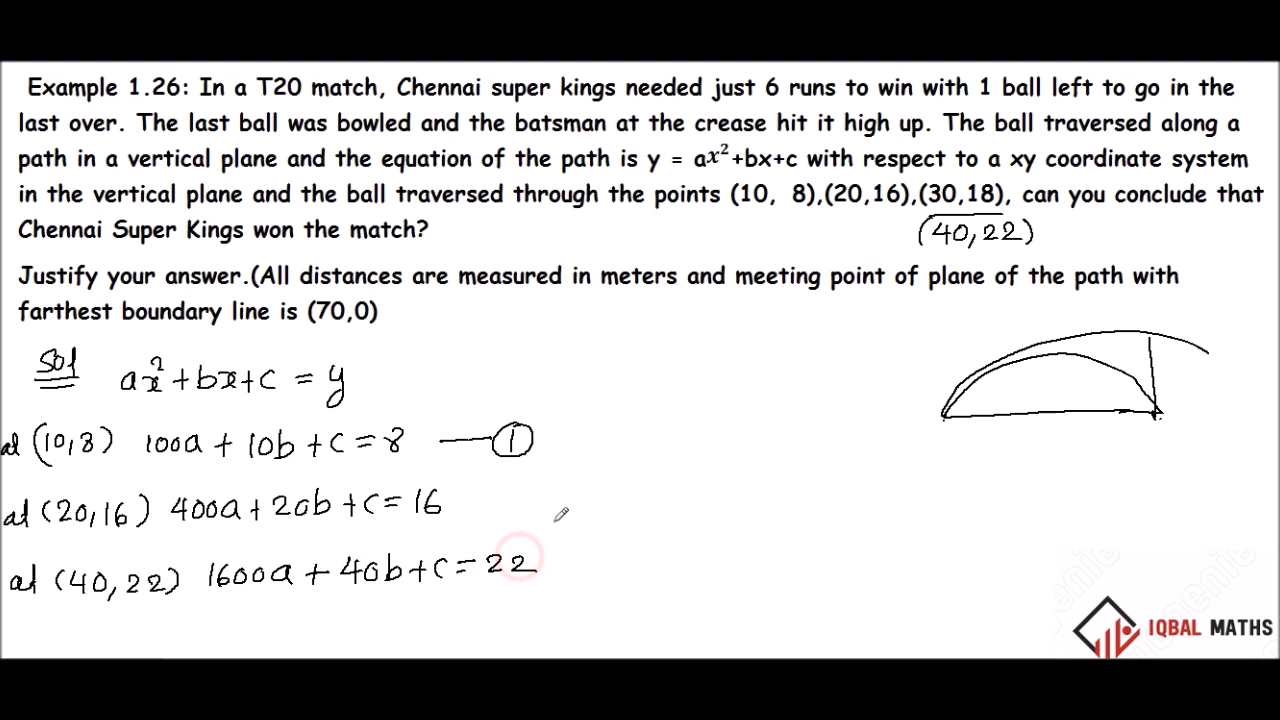 Example 1.26: In a T20 match, Chennai super kings needed just 6 runs to win with 1 ball left to go in the
last over. The last ball was bowled and the batsman at the crease hit it high up. The ball traversed along a
path in a vertical plane and the equation of the path is y = ax²+bx+c with respect to a xy coordinate system
in the vertical plane and the ball traversed through the points (10, 8),(20,16),(30,18), can you conclude that
Chennai Super Kings won the match?
(40,22)
Justify your answer.(All distances are measured in meters and meeting point of plane of the path with
farthest boundary line is (70,0)
Sol ax²+bx+c = y
at (10,8) 100a + 10b + c = 8 — ①
at (20,16) 400a + 20b + c = 16
at (40,22) 1600a + 40b + c = 22
IQBAL MATHS